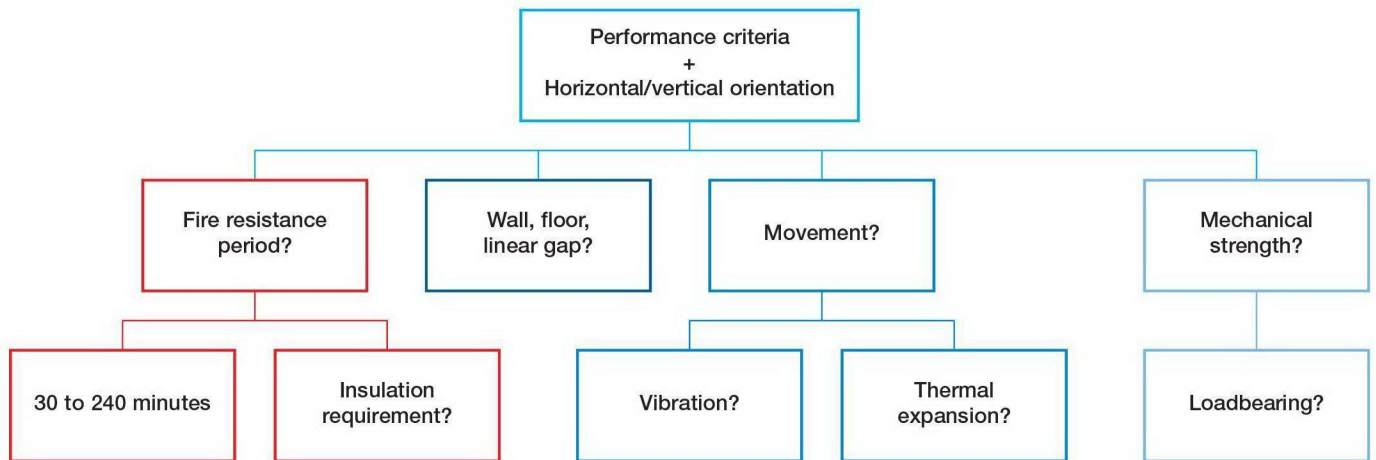 Performance criteria
+
Horizontal/vertical orientation
Fire resistance
period?
Wall, floor,
linear gap?
Movement?
Mechanical
strength?
30 to 240 minutes
Insulation
requirement?
Vibration?
Thermal
expansion?
Loadbearing?